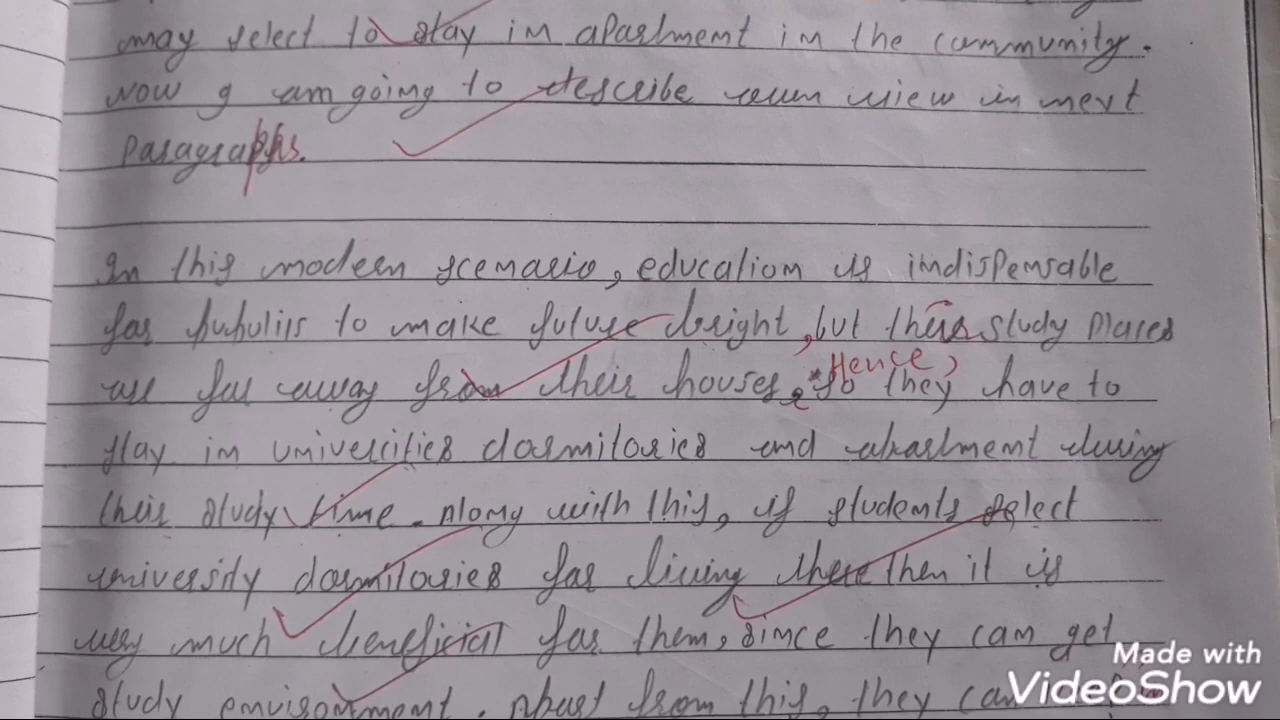 may select to stay in apartment in the community.
Now I am going to describe own view in next
Paragraphs.
In this modern scenario, education is indispensable
for pupulirs to make future bright, but their study places
Hence,
are far away from their houses, so they have to
stay in univercities dormitories and apartment during
their study time. Along with this, if students select
university dormitories for living there then it is
very much beneficial for them, since they can get
study environment. Apart from this, they can
Made with
VideoShow